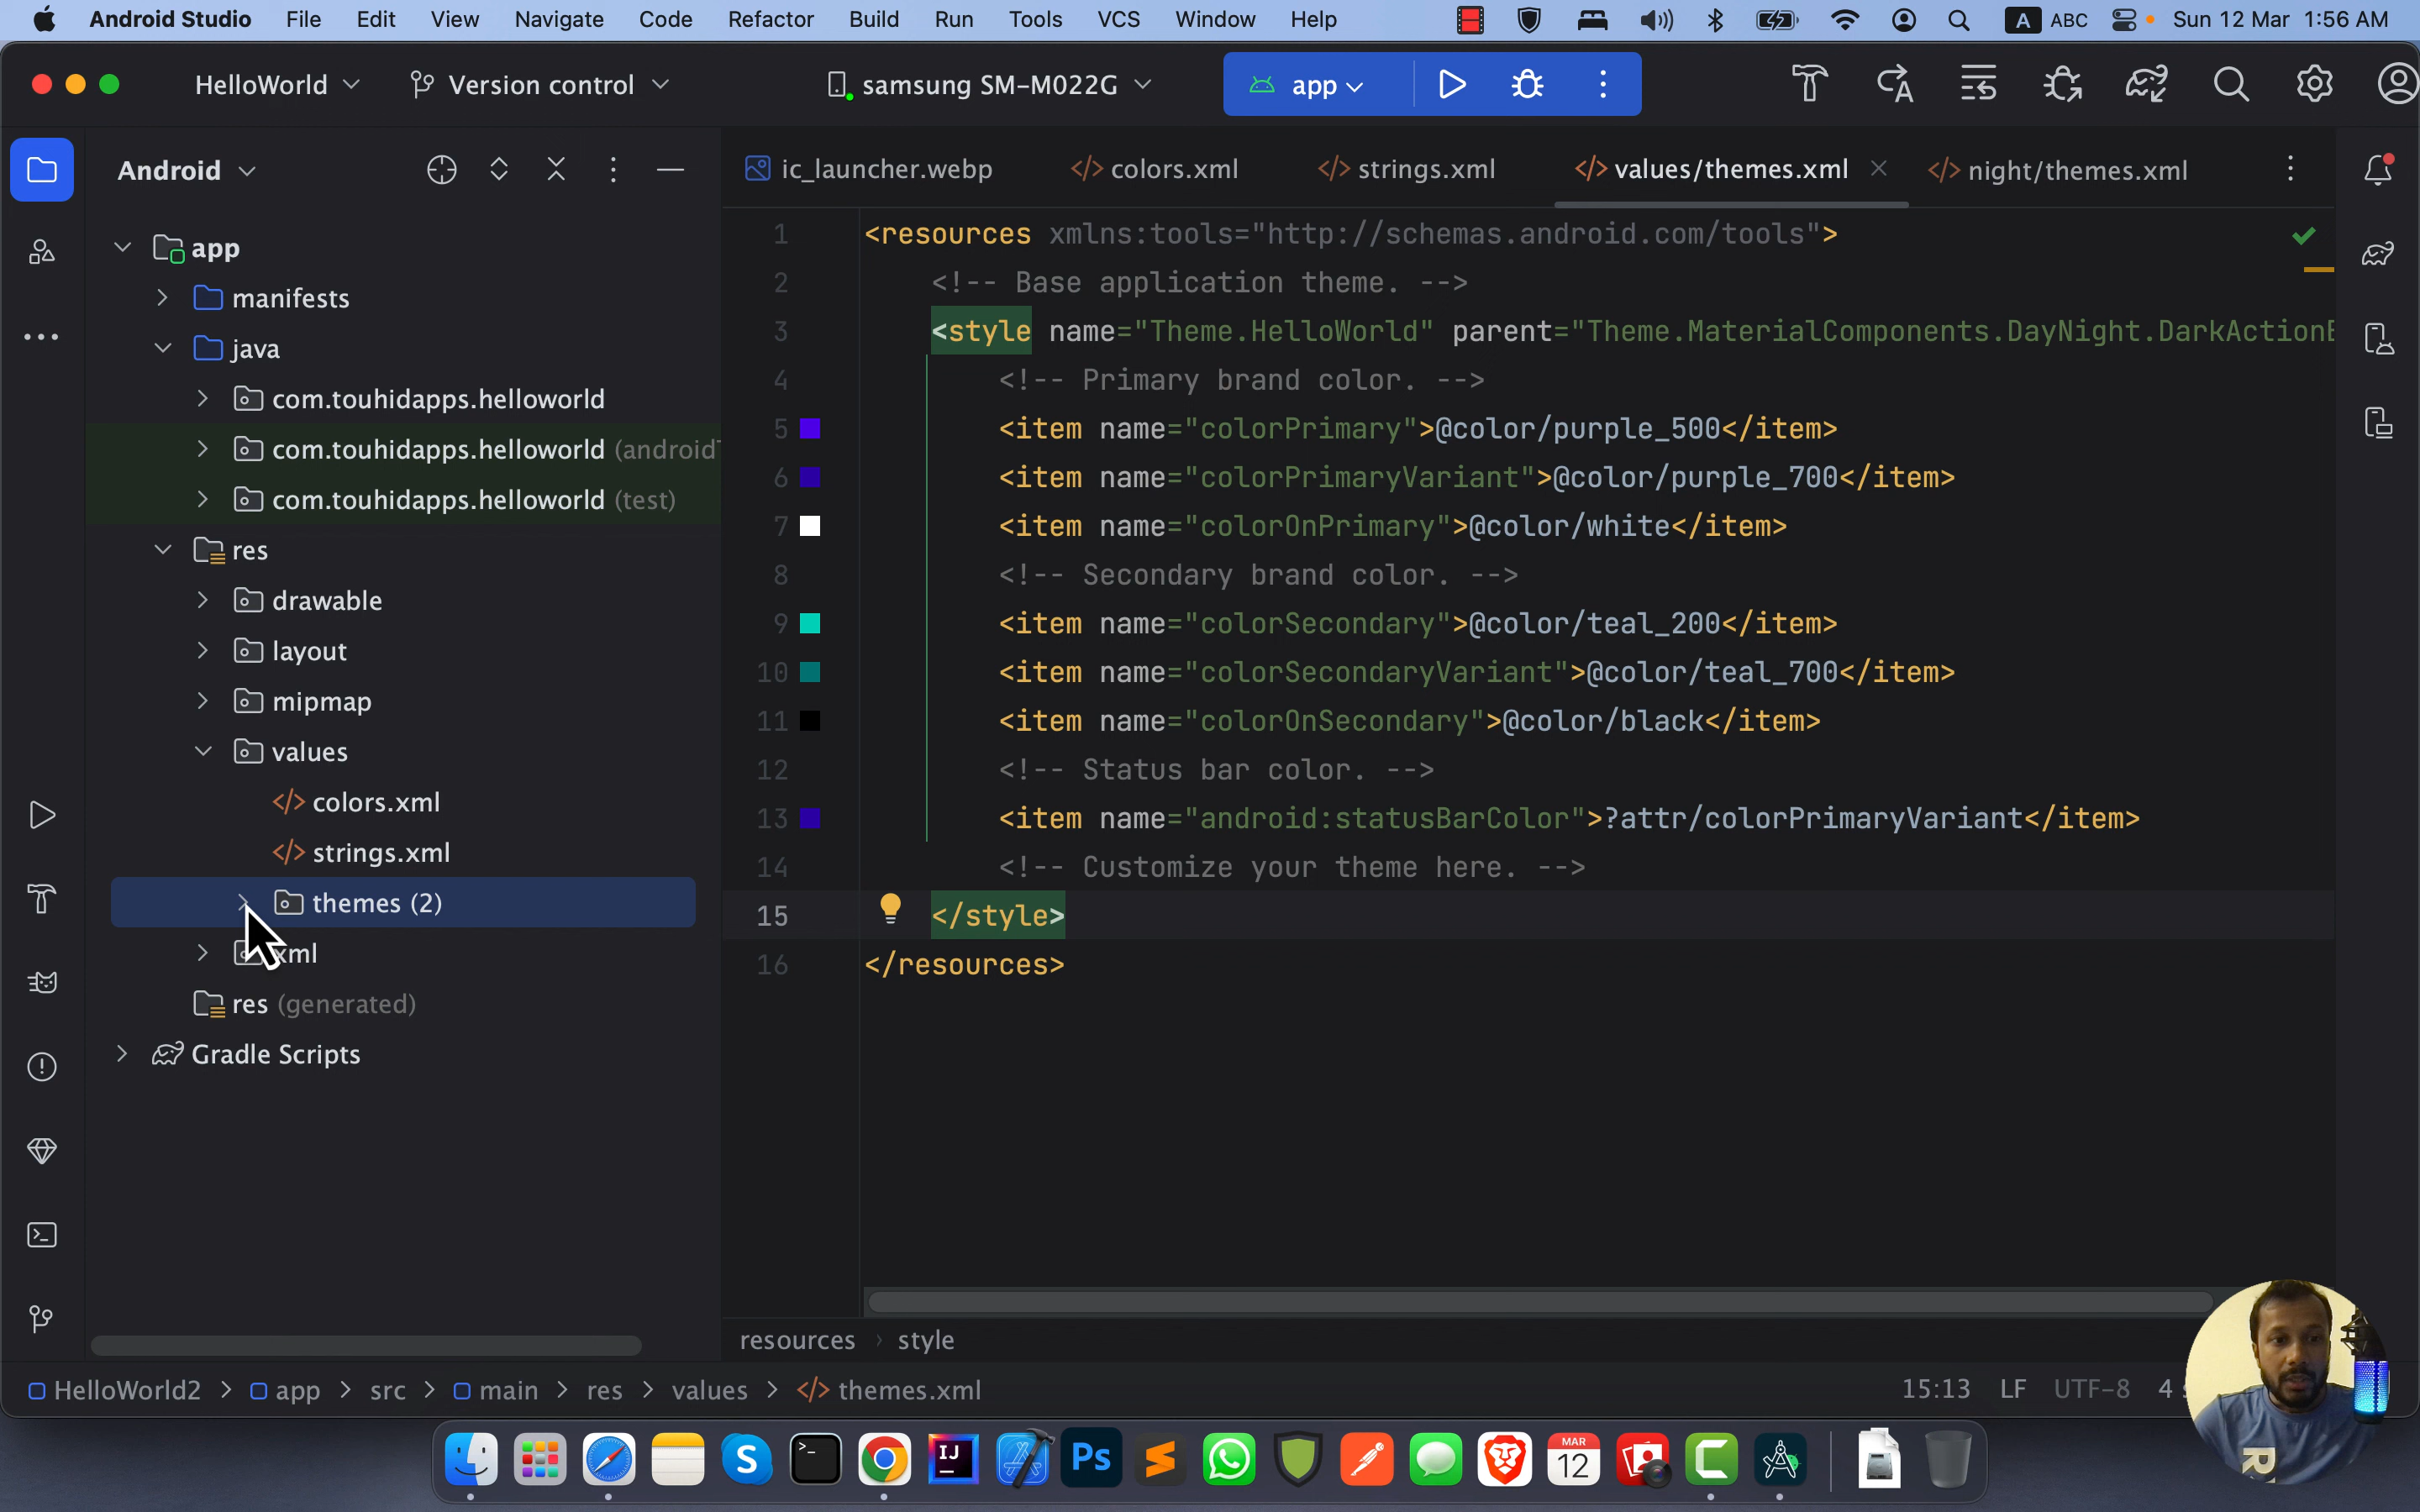 Android Studio File Edit View Navigate Code Refactor Build Run Tools VCS Window Help A ABC Sun 12 Mar 1:56 AM
HelloWorld Version control samsung SM-M022G app
Android
ic_launcher.webp colors.xml strings.xml values/themes.xml night/themes.xml
app
manifests
java
com.touhidapps.helloworld
com.touhidapps.helloworld (android
com.touhidapps.helloworld (test)
res
drawable
layout
mipmap
values
colors.xml
strings.xml
themes (2)
xml
res (generated)
Gradle Scripts
1 <resources xmlns:tools="http://schemas.android.com/tools">
2 <!-- Base application theme. -->
3 <style name="Theme.HelloWorld" parent="Theme.MaterialComponents.DayNight.DarkAction
4 <!-- Primary brand color. -->
5 <item name="colorPrimary">@color/purple_500</item>
6 <item name="colorPrimaryVariant">@color/purple_700</item>
7 <item name="colorOnPrimary">@color/white</item>
8 <!-- Secondary brand color. -->
9 <item name="colorSecondary">@color/teal_200</item>
10 <item name="colorSecondaryVariant">@color/teal_700</item>
11 <item name="colorOnSecondary">@color/black</item>
12 <!-- Status bar color. -->
13 <item name="android:statusBarColor">?attr/colorPrimaryVariant</item>
14 <!-- Customize your theme here. -->
15 </style>
16 </resources>
resources › style
HelloWorld2 > app > src > main > res > values > themes.xml 15:13 LF UTF-8 4
S >_ IJ Ps MAR 12 C
R